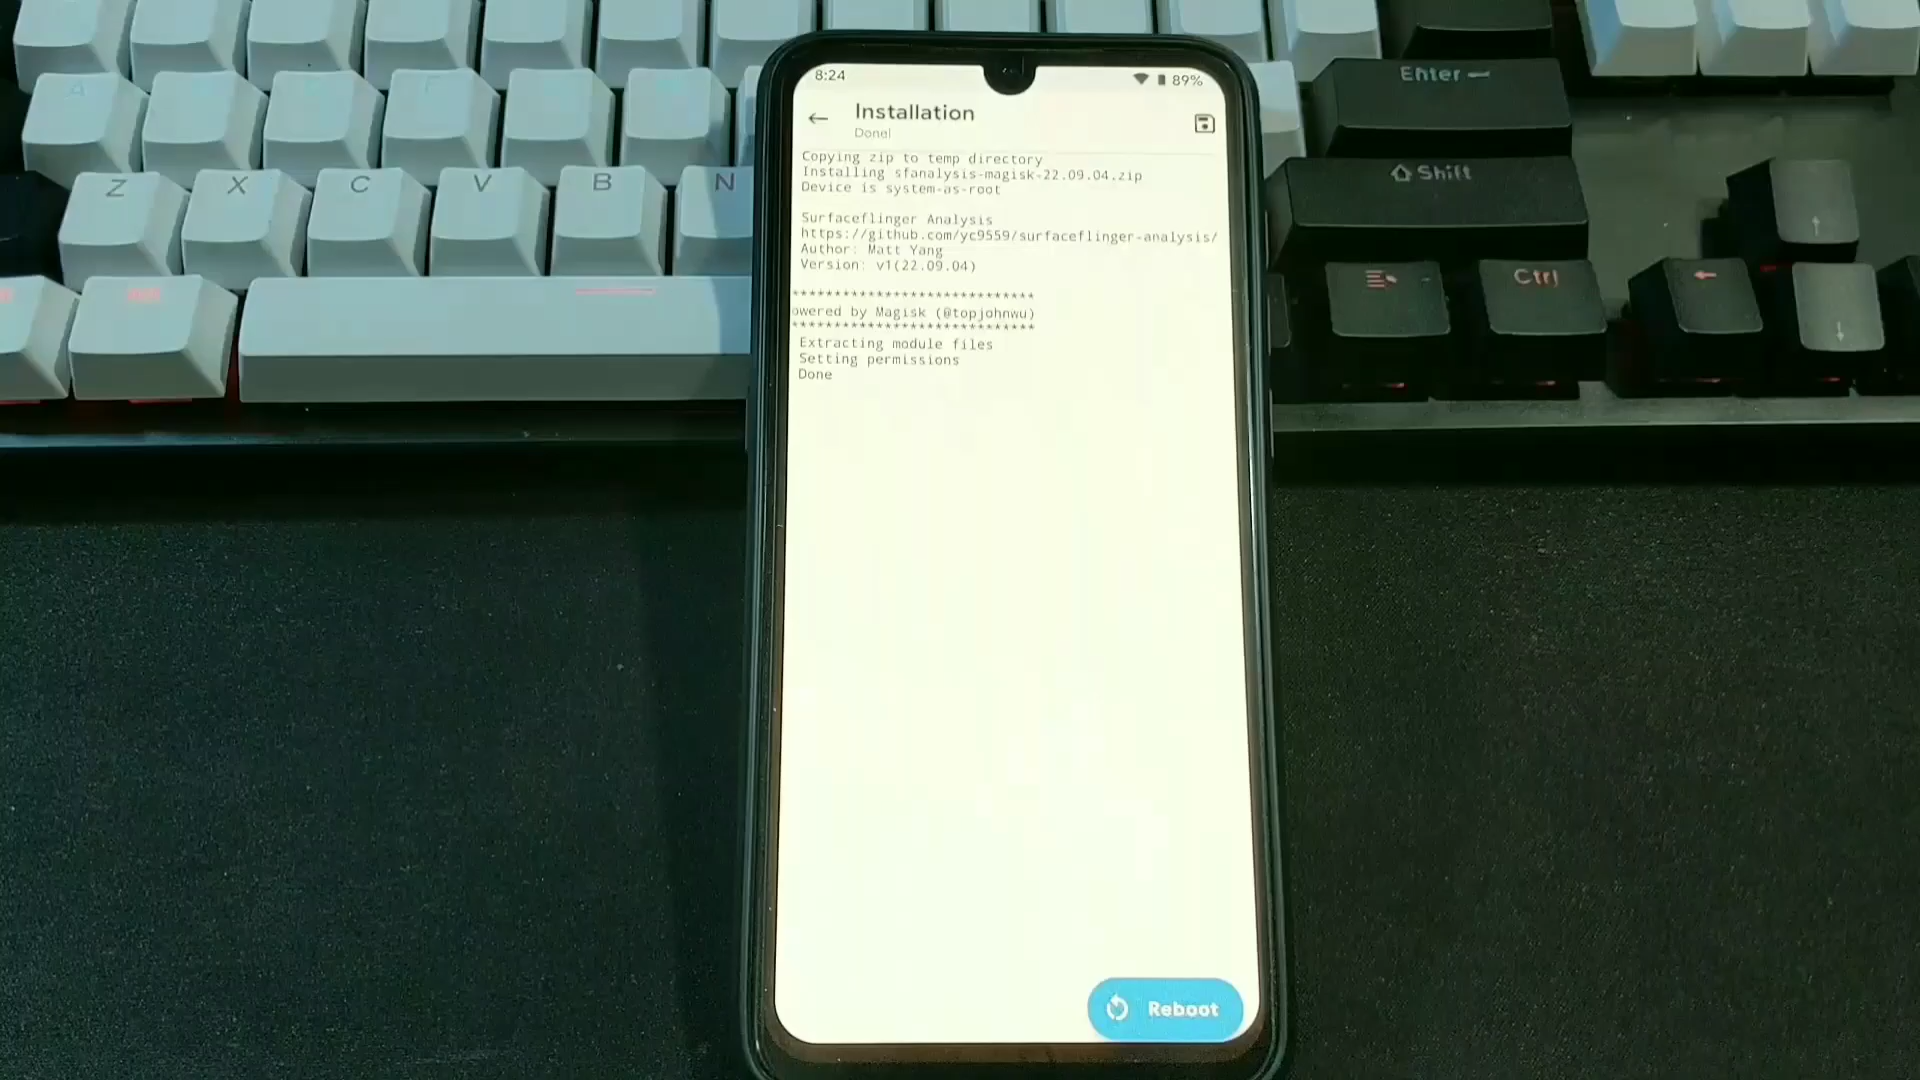 Enter
A
F
8:24
89%
Installation
Done!
Copying zip to temp directory
Installing sfanalysis-magisk-22.09.04.zip
Device is system-as-root
Shift
Z X C V B N
Surfaceflinger Analysis
https://github.com/yc9559/surfaceflinger-analysis/
Author: Matt Yang
Version: v1(22.09.04)
Ctrl
****************************
owered by Magisk (@topjohnwu)
****************************
Extracting module files
Setting permissions
Done
Reboot